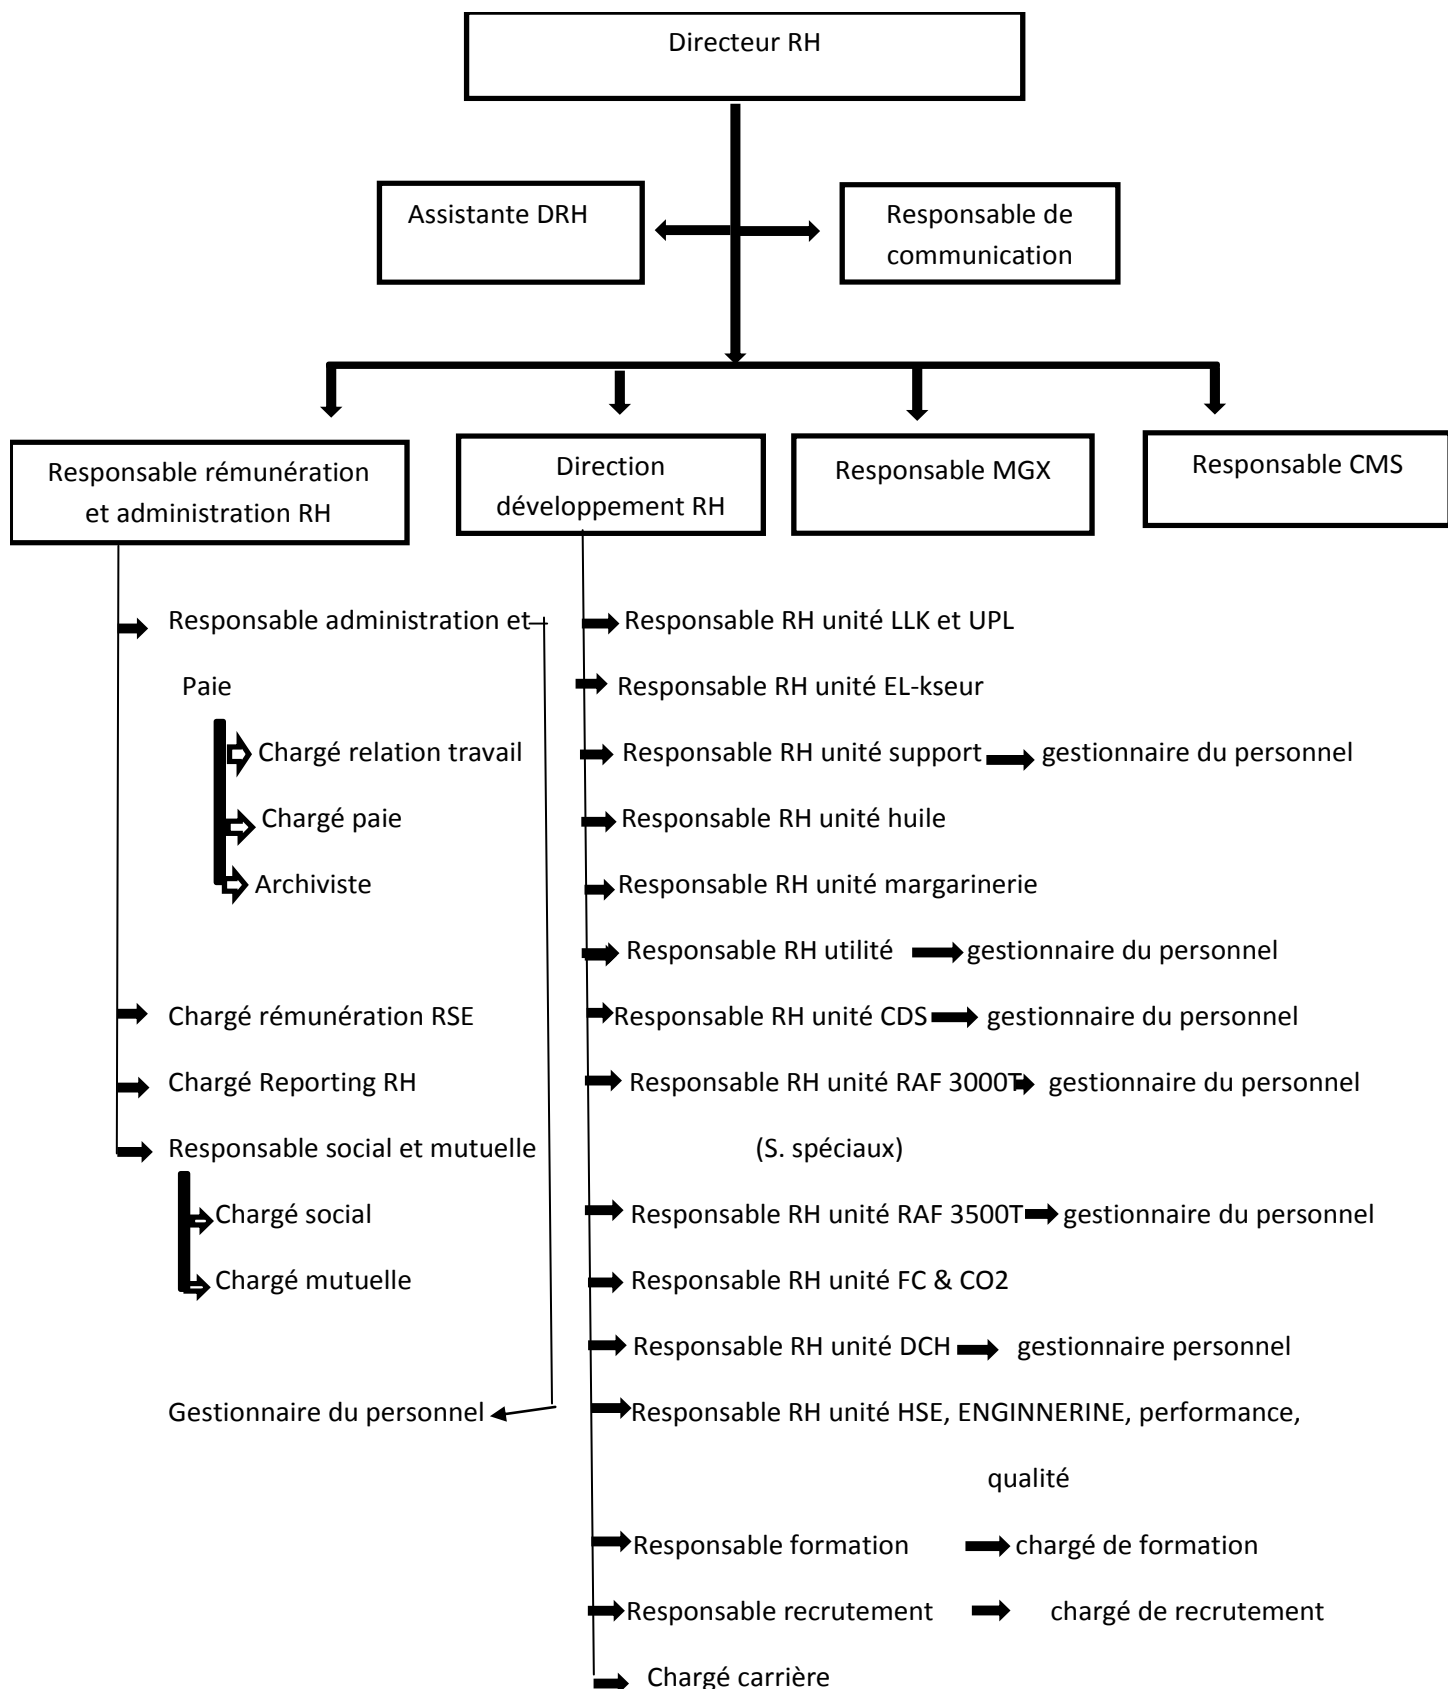 Directeur RH
Assistante DRH
Responsable de
communication
Responsable rémunération
et administration RH
Direction
développement RH
Responsable MGX
Responsable CMS
Responsable administration et
Paie
Chargé relation travail
Chargé paie
Archiviste
Chargé rémunération RSE
Chargé Reporting RH
Responsable social et mutuelle
Chargé social
Chargé mutuelle
Gestionnaire du personnel
Responsable RH unité LLK et UPL
Responsable RH unité EL-kseur
Responsable RH unité support gestionnaire du personnel
Responsable RH unité huile
Responsable RH unité margarinerie
Responsable RH utilité gestionnaire du personnel
Responsable RH unité CDS gestionnaire du personnel
Responsable RH unité RAF 3000T gestionnaire du personnel
(S. spéciaux)
Responsable RH unité RAF 3500T gestionnaire du personnel
Responsable RH unité FC & CO2
Responsable RH unité DCH gestionnaire personnel
Responsable RH unité HSE, ENGINNERINE, performance,
qualité
Responsable formation chargé de formation
Responsable recrutement chargé de recrutement
Chargé carrière